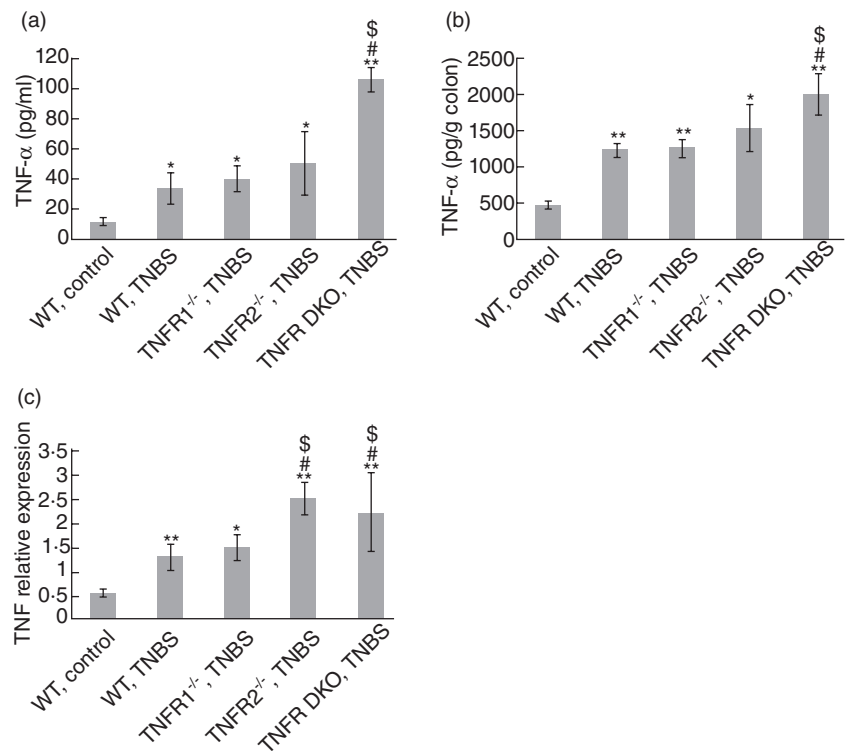 (a)
TNF-α (pg/ml)
120
100
80
60
40
20
0
*
*
*
$
#
**
WT, control
WT, TNBS
TNFR1-/-, TNBS
TNFR2-/-, TNBS
TNFR DKO, TNBS
(b)
TNF-α (pg/g colon)
2500
2000
1500
1000
500
0
**
**
*
$
#
**
WT, control
WT, TNBS
TNFR1-/-, TNBS
TNFR2-/-, TNBS
TNFR DKO, TNBS
(c)
TNF relative expression
3·5
3
2·5
2
1·5
1
0·5
0
**
*
$
#
**
$
#
**
WT, control
WT, TNBS
TNFR1-/-, TNBS
TNFR2-/-, TNBS
TNFR DKO, TNBS